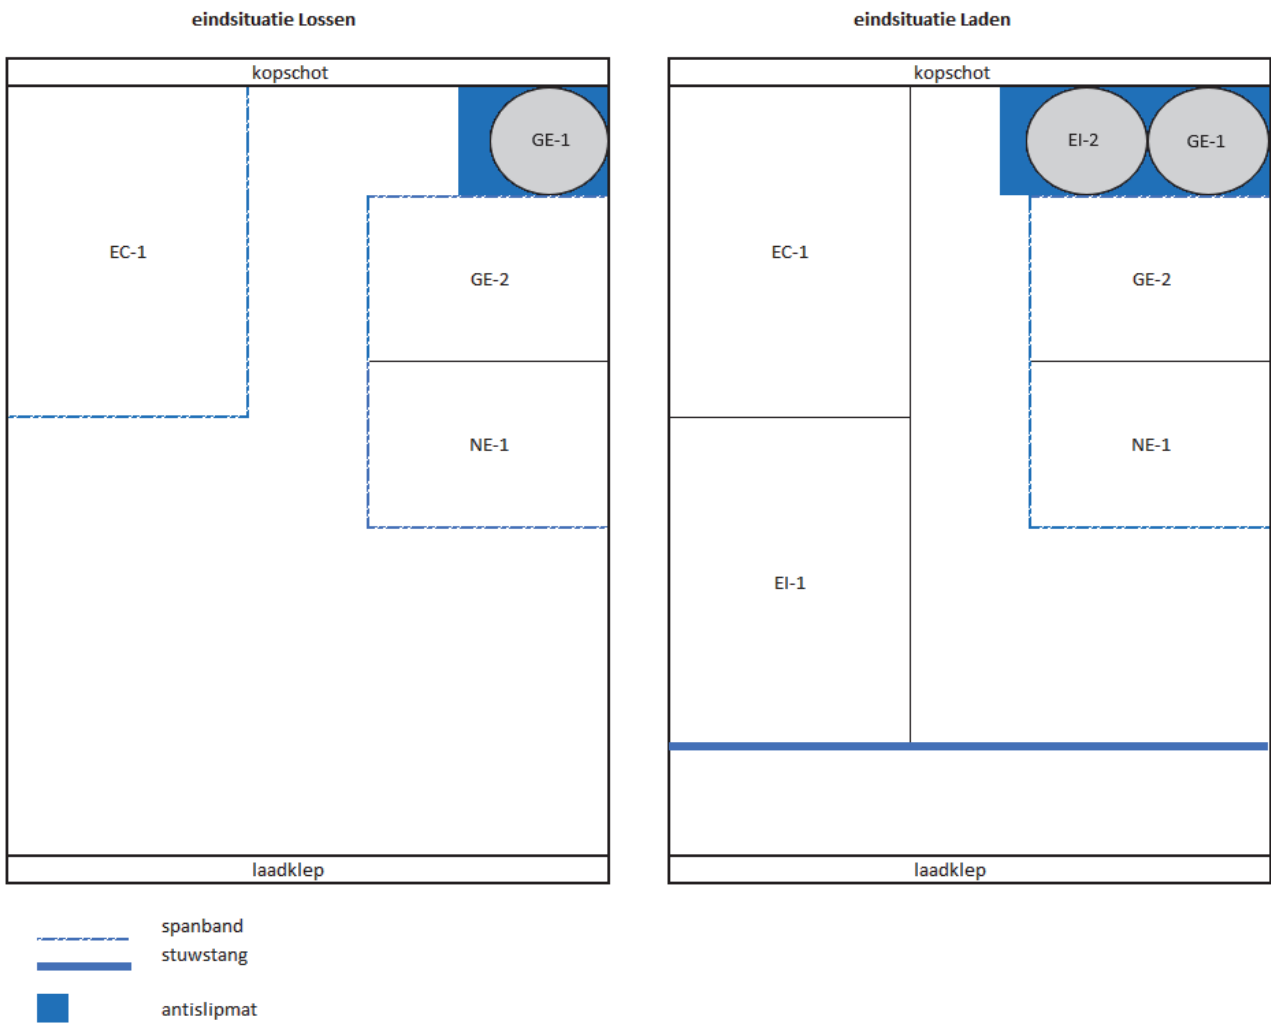 eindsituatie Lossen
eindsituatie Laden
kopschot
kopschot
GE-1
EI-2
GE-1
EC-1
GE-2
EC-1
GE-2
NE-1
NE-1
EI-1
laadklep
laadklep
spanband
stuwstang
antislipmat